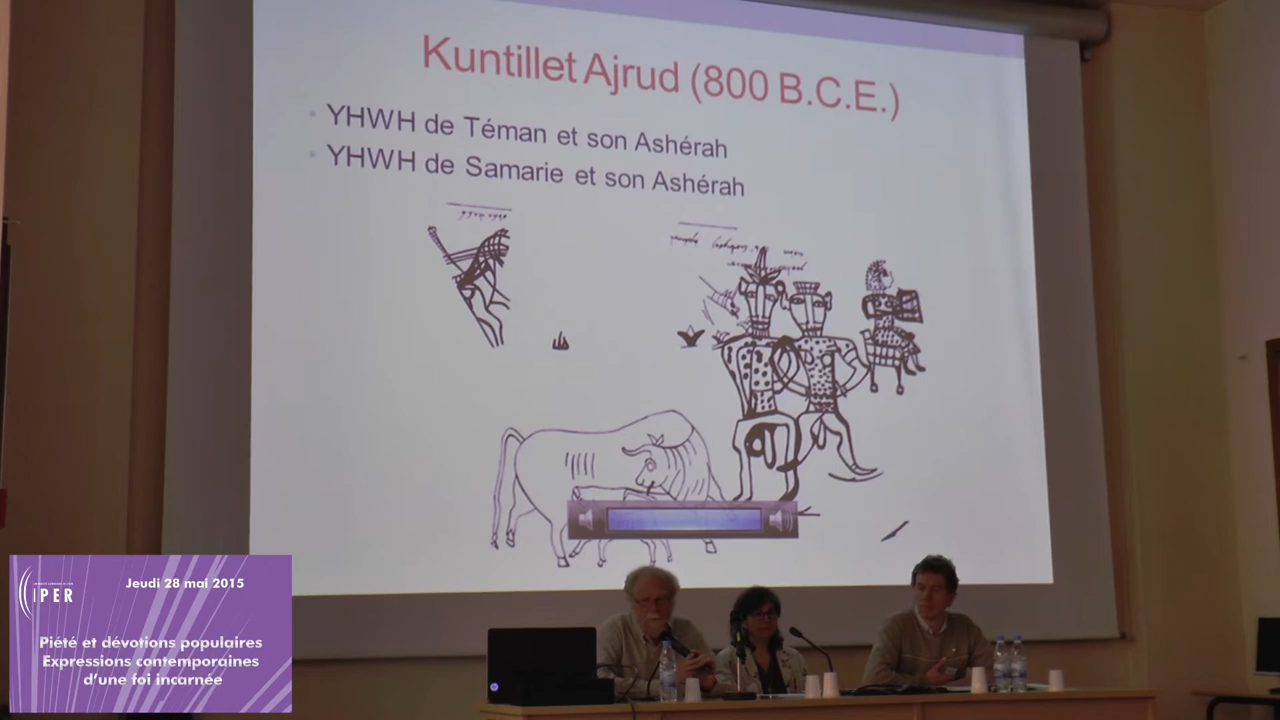 Kuntillet Ajrud (800 B.C.E.)
YHWH de Téman et son Ashérah
YHWH de Samarie et son Ashérah
Jeudi 28 mai 2015
IPER
Piété et dévotions populaires
Expressions contemporaines
d'une foi incarnée